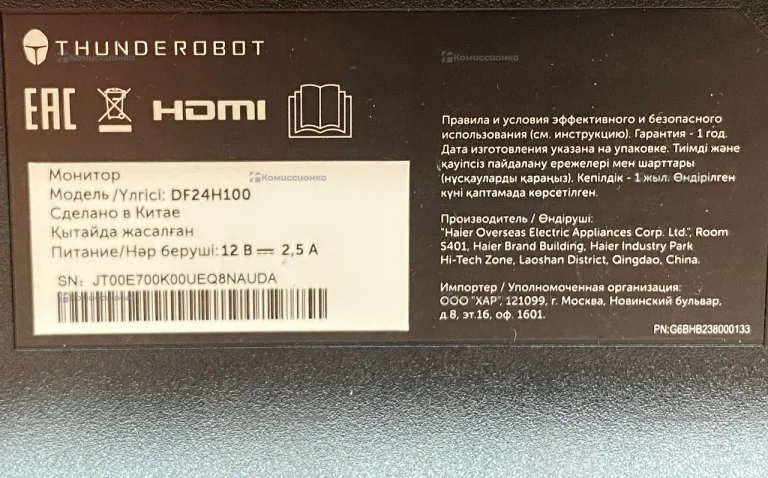 THUNDEROBOT
Комиссионка
Комиссионка
EAC
HDMI
Монитор
Комиссионка
Модель/Үлгісі: DF24H100
Сделано в Китае
Қытайда жасалған
Питание/Нәр беруші: 12 В 2,5 А
SN: JT00E700K00UEQ8NAUDA
Правила и условия эффективного и безопасного
использования (см. инструкцию). Гарантия - 1 год.
Дата изготовления указана на упаковке. Тиімді және
қауіпсіз пайдалану ережелері мен шарттары
(нұсқауларды қараңыз). Кепілдік - 1 жыл. Өндірілген
күні қаптамада көрсетілген.
Производитель / Өндіруші:
"Haier Overseas Electric Appliances Corp. Ltd.", Room
S401, Haier Brand Building, Haier Industry Park
Hi-Tech Zone, Laoshan District, Qingdao, China.
Импортер / Уполномоченная организация:
ООО "ХАР", 121099, г. Москва, Новинский бульвар,
д.8, эт.16, оф. 1601.
PN:G6BHB238000133